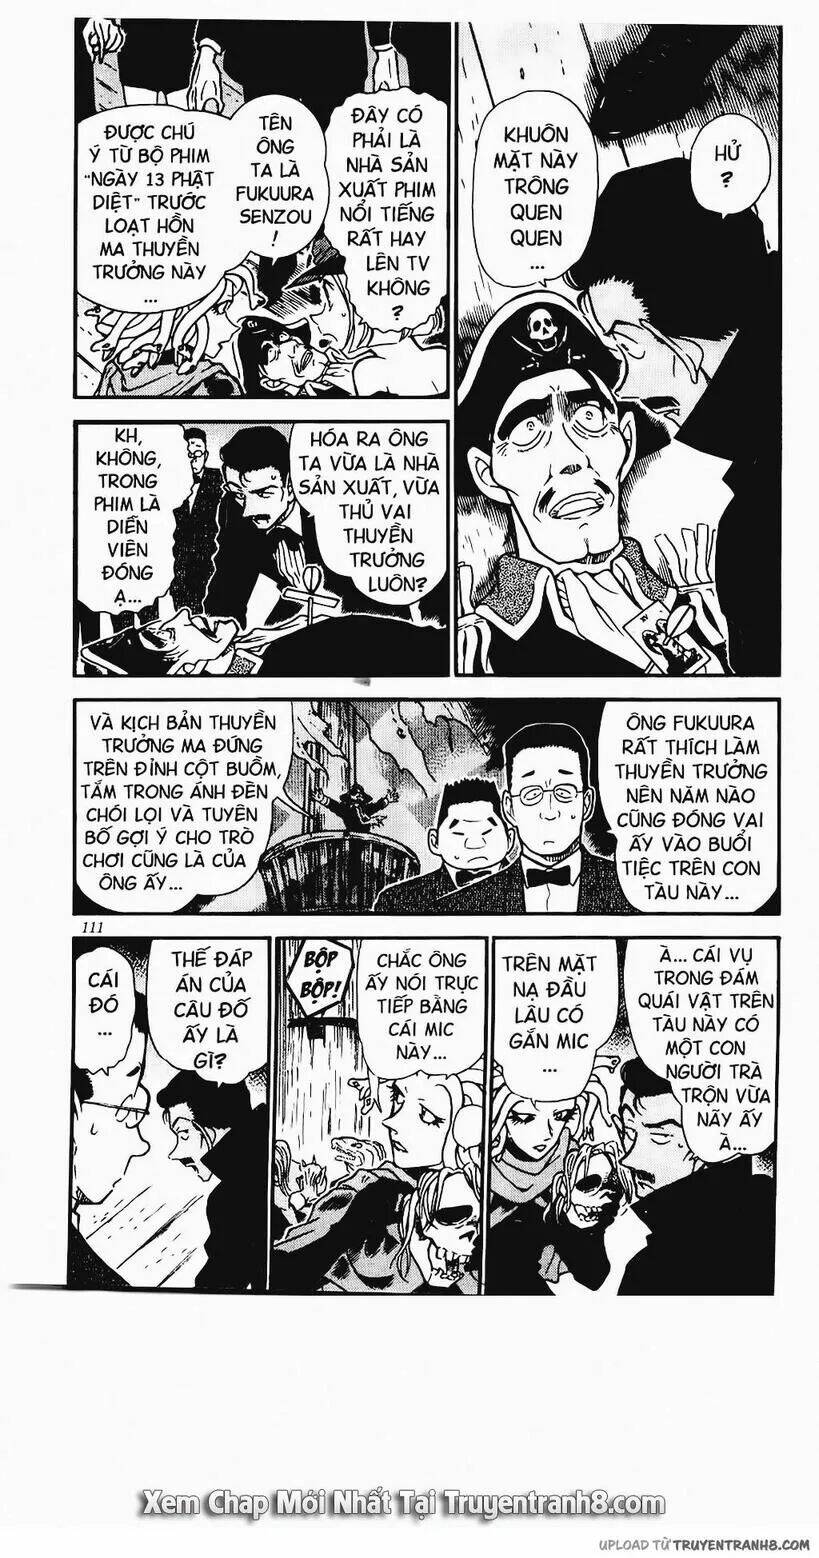 HỬ
?
KHUÔN
MẶT NÀY
TRÔNG
QUEN
QUEN
...
ĐÂY CÓ
PHẢI LÀ
NHÀ SẢN
XUẤT PHIM
NỔI TIẾNG
RẤT HAY
LÊN TV
KHÔNG
?
TÊN
ÔNG
TA LÀ
FUKUURA
SENZOU
!
ĐƯỢC CHÚ
Ý TỪ BỘ PHIM
"NGÀY 13 PHẬT
DIỆT" TRƯỚC
LOẠT HỒN
MA THUYỀN
TRƯỞNG NÀY
...
HÓA RA ÔNG
TA VỪA LÀ NHÀ
SẢN XUẤT, VỪA
THỦ VAI
THUYỀN
TRƯỞNG
LUÔN?
KH,
KHÔNG,
TRONG
PHIM LÀ
DIỄN
VIÊN
ĐÓNG
Ạ...
ÔNG FUKUURA
RẤT THÍCH LÀM
THUYỀN TRƯỞNG
NÊN NĂM NÀO
CŨNG ĐÓNG VAI
ẤY VÀO BUỔI
TIỆC TRÊN CON
TÀU NÀY...
VÀ KỊCH BẢN THUYỀN
TRƯỞNG MA ĐỨNG
TRÊN ĐỈNH CỘT BUỒM,
TẮM TRONG ÁNH ĐÈN
CHÓI LỌI VÀ TUYÊN
BỐ GỢI Ý CHO TRÒ
CHƠI CŨNG LÀ CỦA
ÔNG ẤY...
111
À... CÁI VỤ
TRONG ĐÁM
QUÁI VẬT TRÊN
TÀU NÀY CÓ
MỘT CON
NGƯỜI TRÀ
TRỘN VỪA
NÃY ẤY
À...
TRÊN MẶT
NẠ ĐẦU
LÂU CÓ
GẮN MIC
...
CHẮC ÔNG
ẤY NÓI TRỰC
TIẾP BẰNG
CÁI MIC
NÀY...
BỘP
BỘP!
THẾ ĐÁP
ÁN CỦA
CÂU ĐỐ
ẤY LÀ
GÌ?
CÁI
ĐÓ
...
Xem Chap Mới Nhất Tại Truyentranh8.com
UPLOAD TỪ TRUYENTRANH8.COM